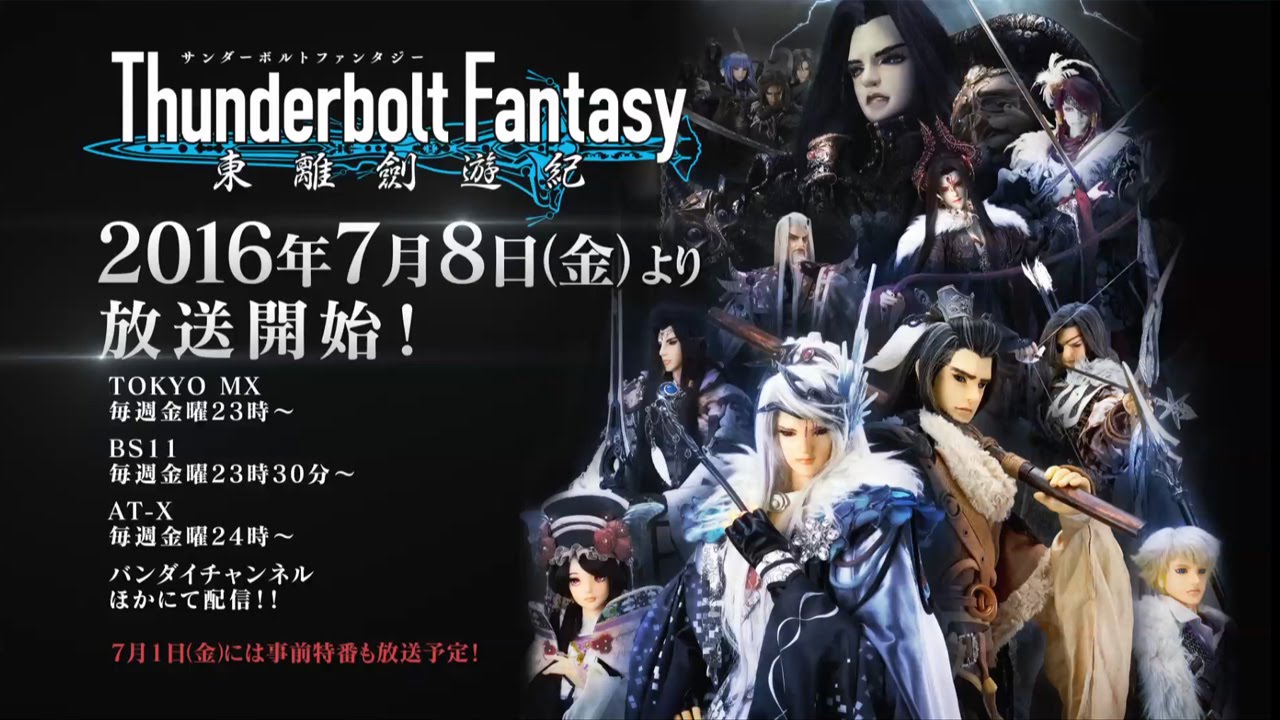 サンダーボルトファンタジー
Thunderbolt Fantasy
東離劍遊紀
2016年7月8日(金)より
放送開始!
TOKYO MX
毎週金曜23時～
BS11
毎週金曜23時30分～
AT-X
毎週金曜24時～
バンダイチャンネル
ほかにて配信!!
7月1日(金)には事前特番も放送予定!